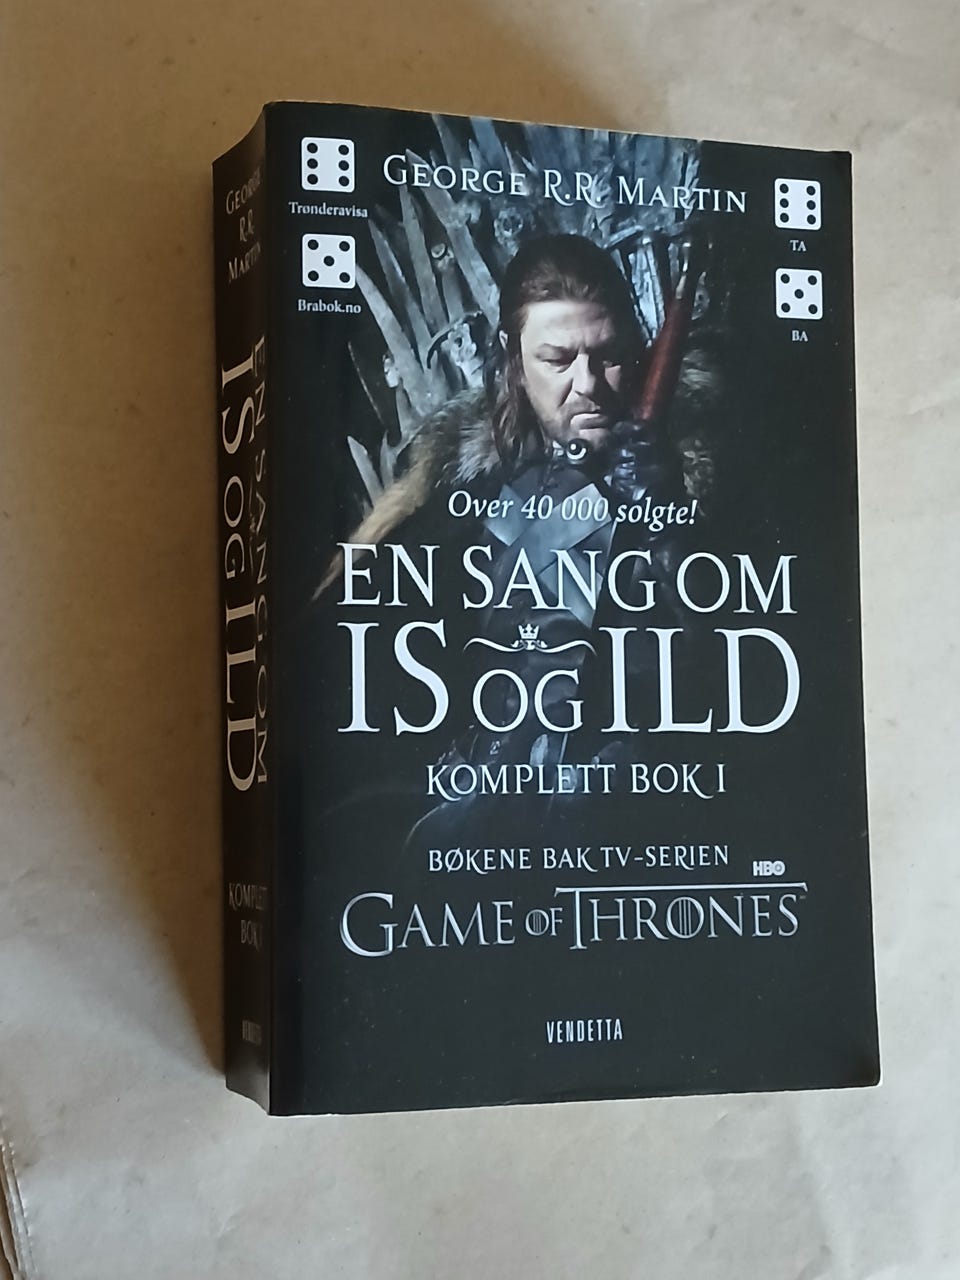 GEORGE R.R. MARTIN
Trønderavisa
Brabok.no
TA
BA
Over 40 000 solgte!
EN SANG OM
IS OG ILD
KOMPLETT BOK I
BØKENE BAK TV-SERIEN
HBO
GAME OF THRONES
VENDETTA
GEORGE
R.R.
MARTIN
EN SANG OM
IS OG ILD
KOMPLETT
BOK I
VENDETTA